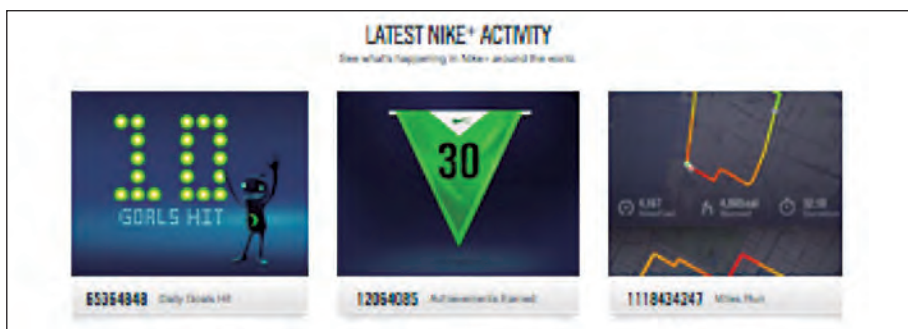 LATEST NIKE+ ACTIVITY
See what's happening in Nike+ around the world.
10
GOALS HIT
30
65364848 Daily Goals Hit
12064085 Achievements Earned
1118434247 Miles Run